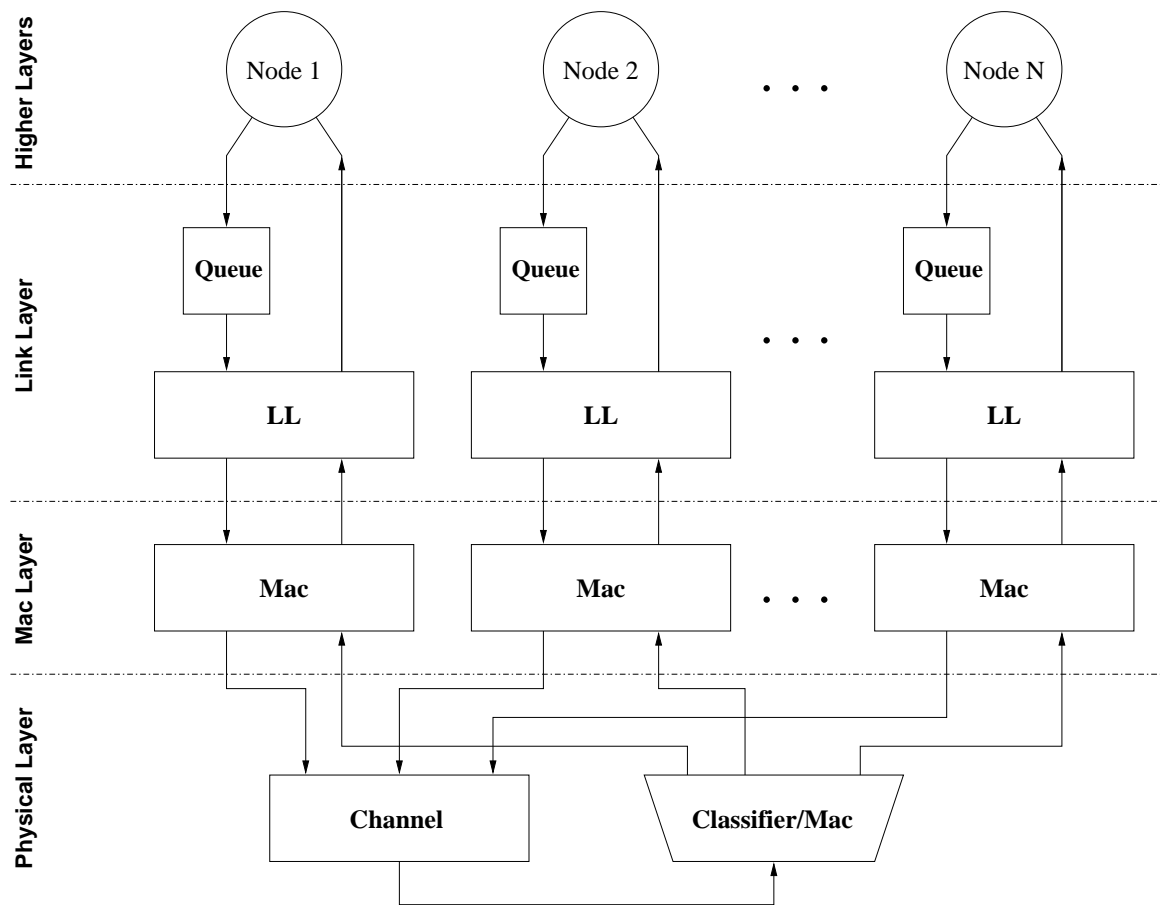 Higher Layers
Node 1
Node 2
. . .
Node N
Link Layer
Queue
Queue
Queue
. . .
LL
LL
LL
Mac Layer
Mac
Mac
. . .
Mac
Physical Layer
Channel
Classifier/Mac